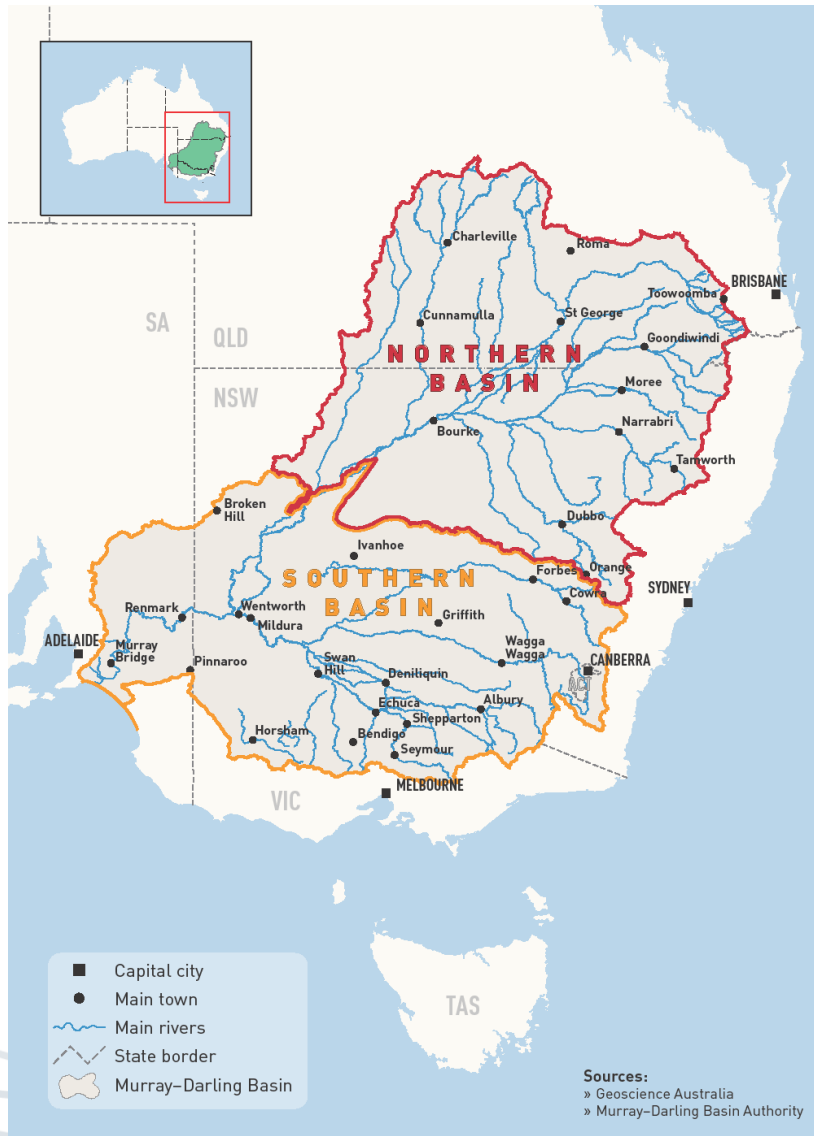 Charleville
Roma
BRISBANE
Toowoomba
Cunnamulla
St George
SA
QLD
Goondiwindi
NORTHERN
BASIN
NSW
Moree
Bourke
Narrabri
Tamworth
Broken
Hill
Dubbo
Ivanhoe
Forbes
Orange
SOUTHERN
BASIN
Cowra
SYDNEY
Renmark
Wentworth
Mildura
Griffith
ADELAIDE
Murray
Bridge
Pinnaroo
Wagga
Wagga
CANBERRA
ACT
Swan
Hill
Deniliquin
Echuca
Albury
Shepparton
Horsham
Bendigo
Seymour
MELBOURNE
VIC
TAS
Capital city
Main town
Main rivers
State border
Murray–Darling Basin
Sources:
» Geoscience Australia
» Murray–Darling Basin Authority